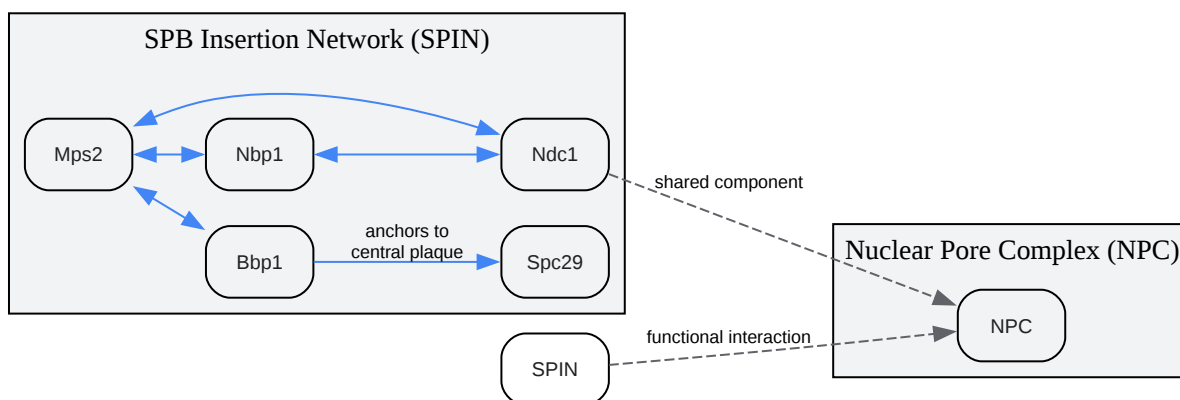 SPB Insertion Network (SPIN)
Mps2
Nbp1
Ndc1
shared component
anchors to
central plaque
Bbp1
Spc29
Nuclear Pore Complex (NPC)
NPC
functional interaction
SPIN